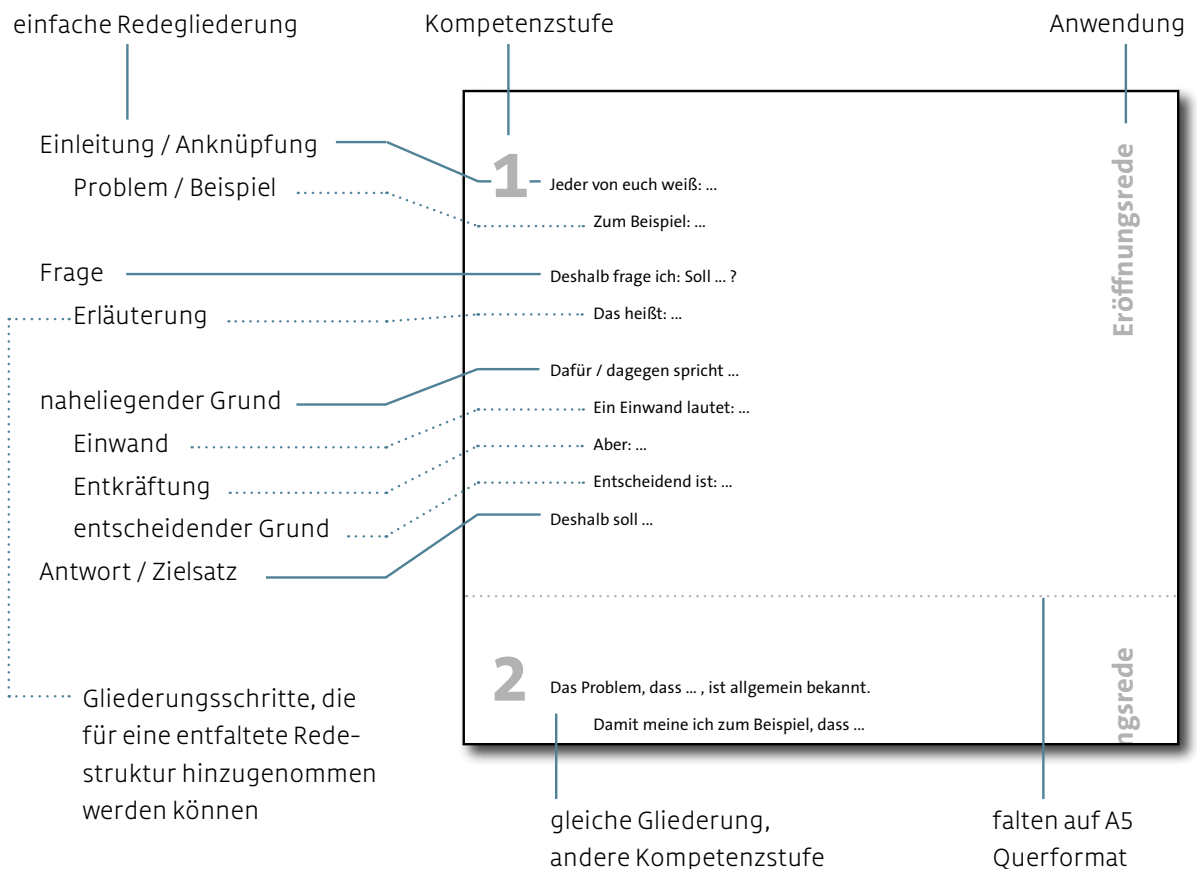 einfache Redegliederung
Kompetenzstufe
Anwendung
Einleitung / Anknüpfung
Problem / Beispiel
Frage
Erläuterung
naheliegender Grund
Einwand
Entkräftung
entscheidender Grund
Antwort / Zielsatz
Gliederungsschritte, die
für eine entfaltete Rede-
struktur hinzugenommen
werden können
1
Jeder von euch weiß: ...
Zum Beispiel: ...
Deshalb frage ich: Soll ... ?
Das heißt: ...
Dafür / dagegen spricht ...
Ein Einwand lautet: ...
Aber: ...
Entscheidend ist: ...
Deshalb soll ...
Eröffnungsrede
2
Das Problem, dass ... , ist allgemein bekannt.
Damit meine ich zum Beispiel, dass ...
ngsrede
gleiche Gliederung,
andere Kompetenzstufe
falten auf A5
Querformat